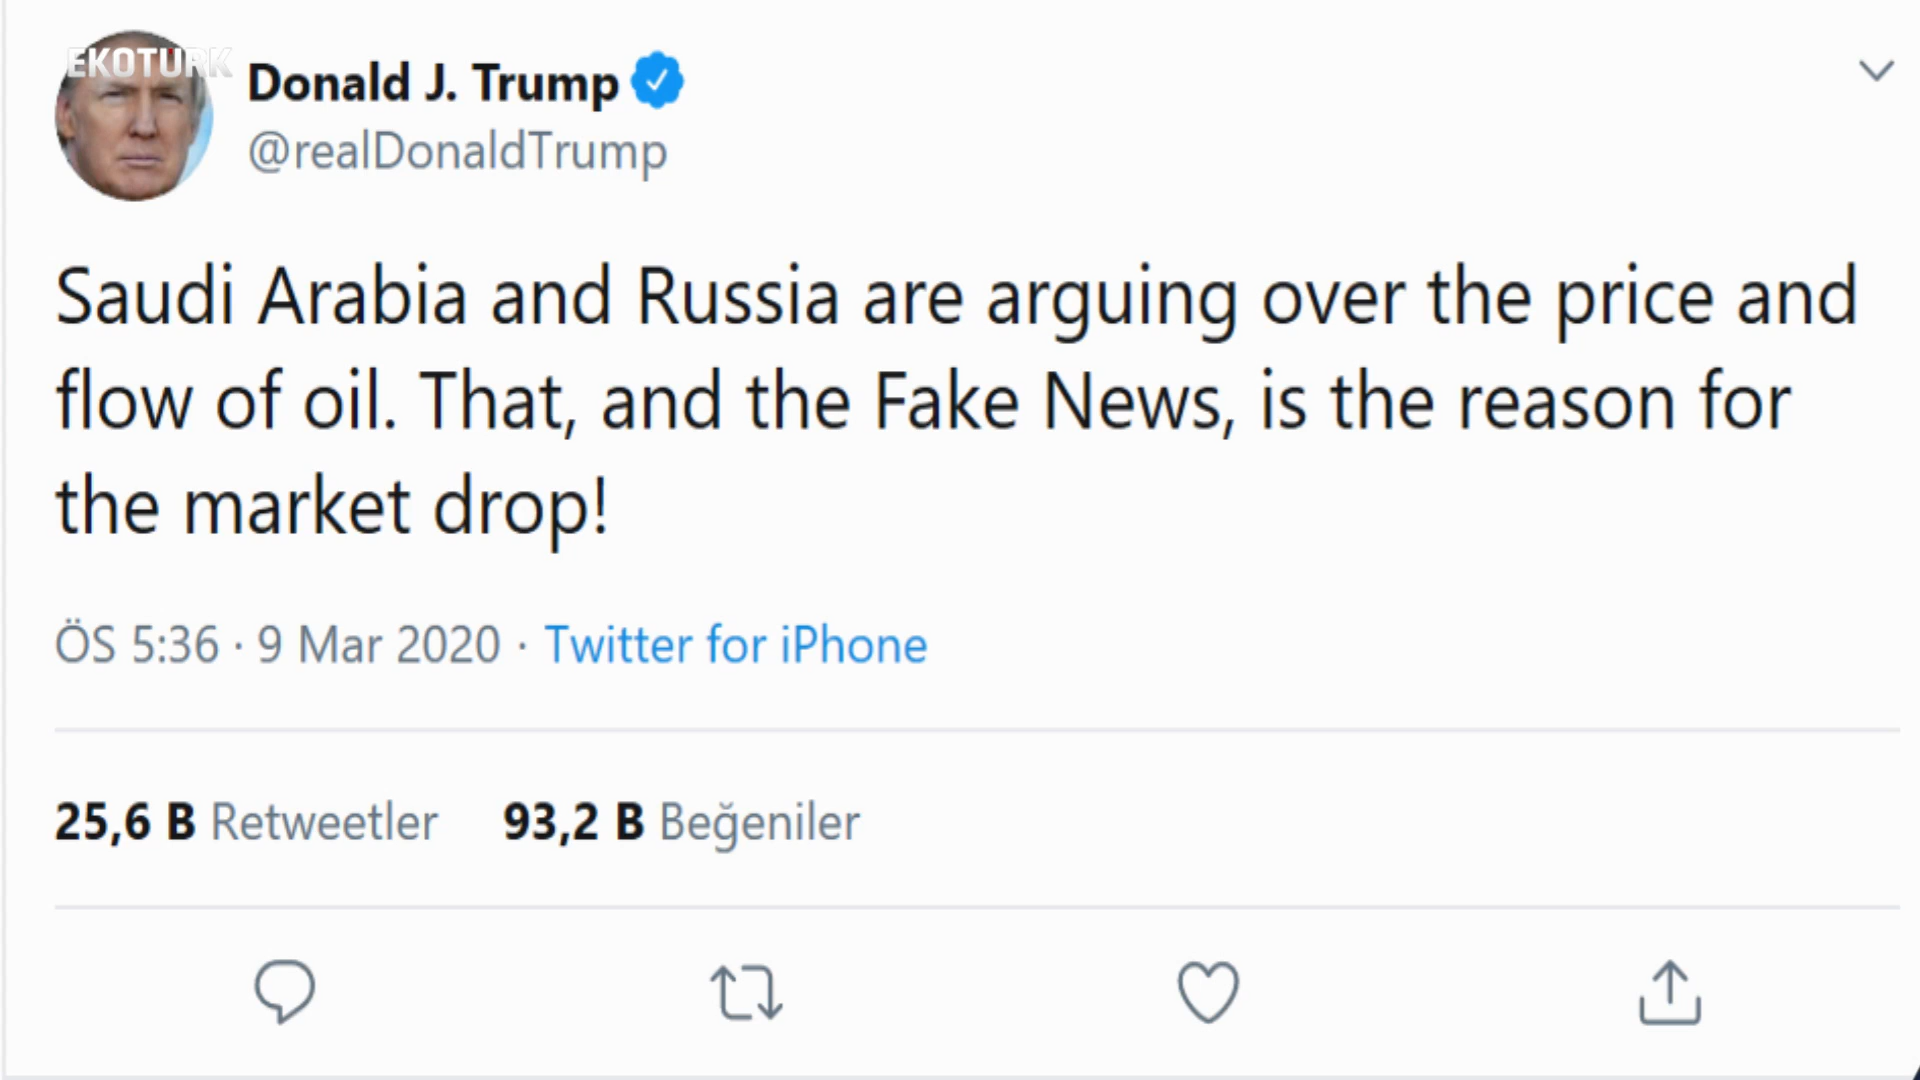 EKOTÜRK
Donald J. Trump
@realDonaldTrump
Saudi Arabia and Russia are arguing over the price and
flow of oil. That, and the Fake News, is the reason for
the market drop!
ÖS 5:36 · 9 Mar 2020 · Twitter for iPhone
25,6 B Retweetler 93,2 B Beğeniler